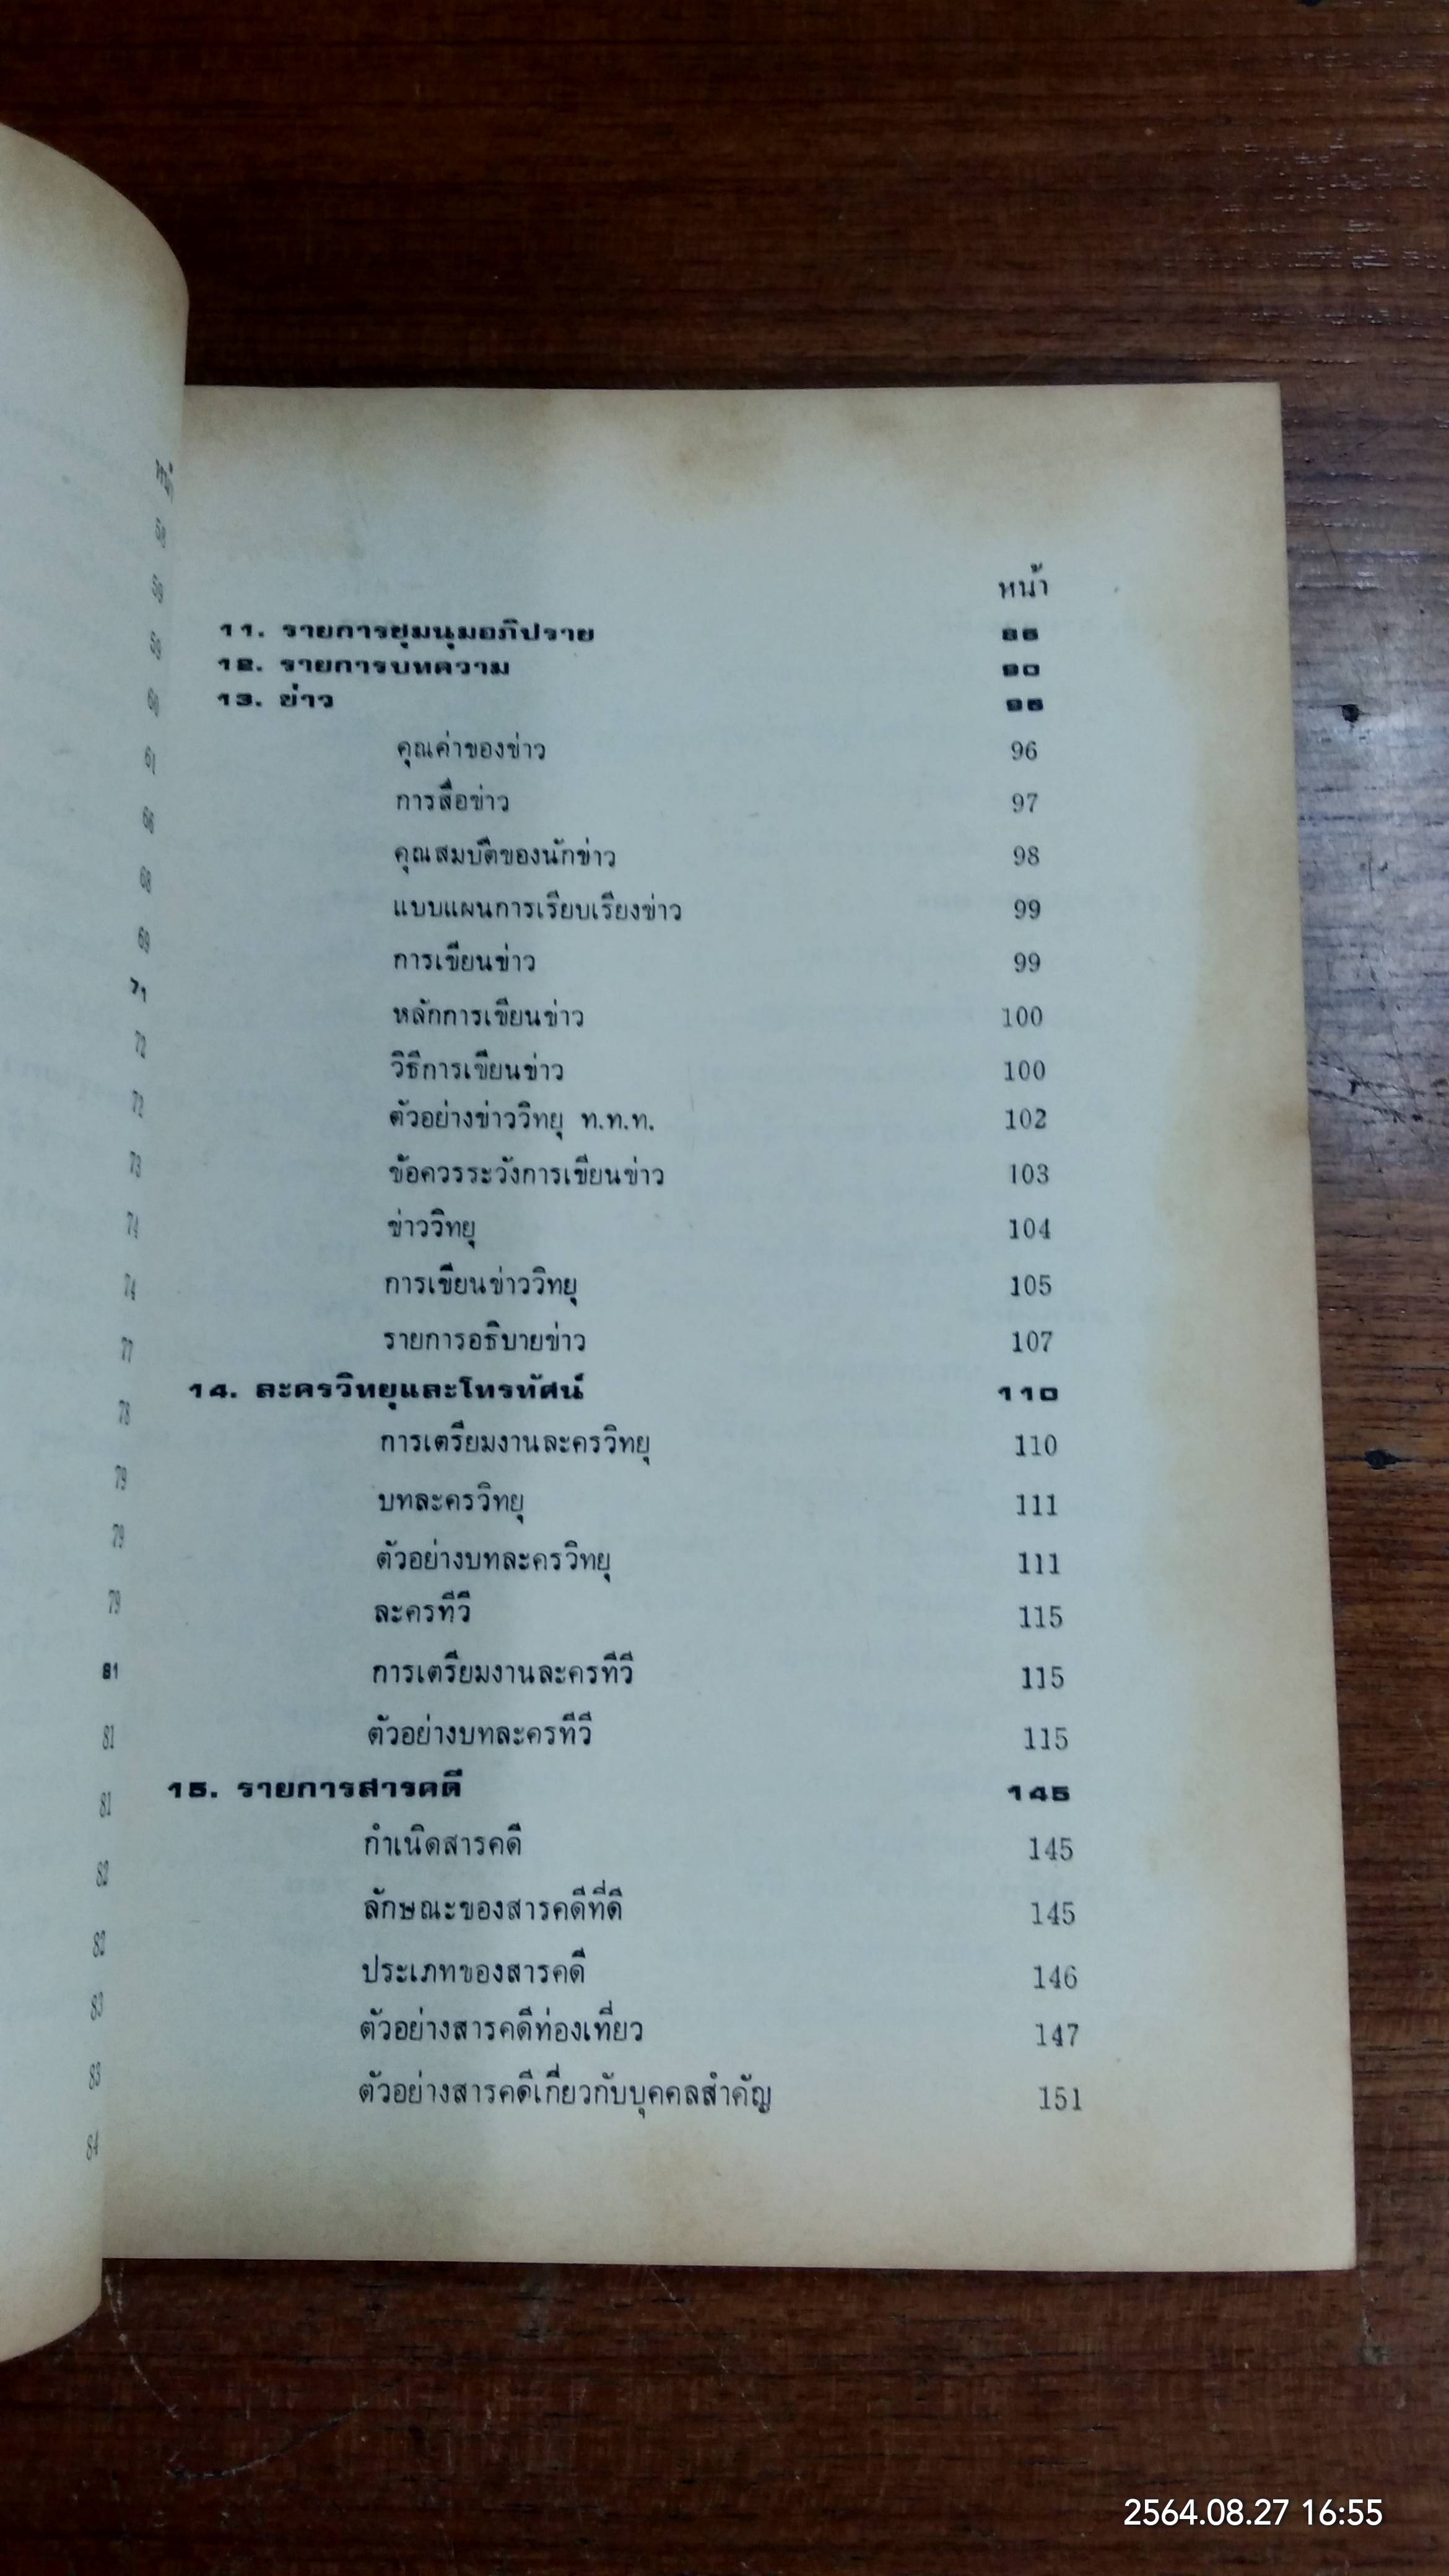 หน้า
11. รายการชุมนุมอภิปราย
12. รายการบทความ 90
13. ข่าว
คุณค่าของข่าว 96
การสื่อข่าว 97
คุณสมบัติของนักข่าว 98
แบบแผนการเรียบเรียงข่าว 99
การเขียนข่าว 99
หลักการเขียนข่าว 100
วิธีการเขียนข่าว 100
ตัวอย่างข่าววิทยุ ท.ท.ท. 102
ข้อควรระวังการเขียนข่าว 103
ข่าววิทยุ 104
การเขียนข่าววิทยุ 105
รายการอธิบายข่าว 107
14. ละครวิทยุและโทรทัศน์ 110
การเตรียมงานละครวิทยุ 110
บทละครวิทยุ 111
ตัวอย่างบทละครวิทยุ 111
ละครทีวี 115
การเตรียมงานละครทีวี 115
ตัวอย่างบทละครทีวี 115
15. รายการสารคดี 145
กำเนิดสารคดี 145
ลักษณะของสารคดีที่ดี 145
ประเภทของสารคดี 146
ตัวอย่างสารคดีท่องเที่ยว 147
ตัวอย่างสารคดีเกี่ยวกับบุคคลสำคัญ 151
69
71
72
72
73
74
74
77
78
79
79
79
81
81
81
82
82
83
83
84
2564.08.27 16:55